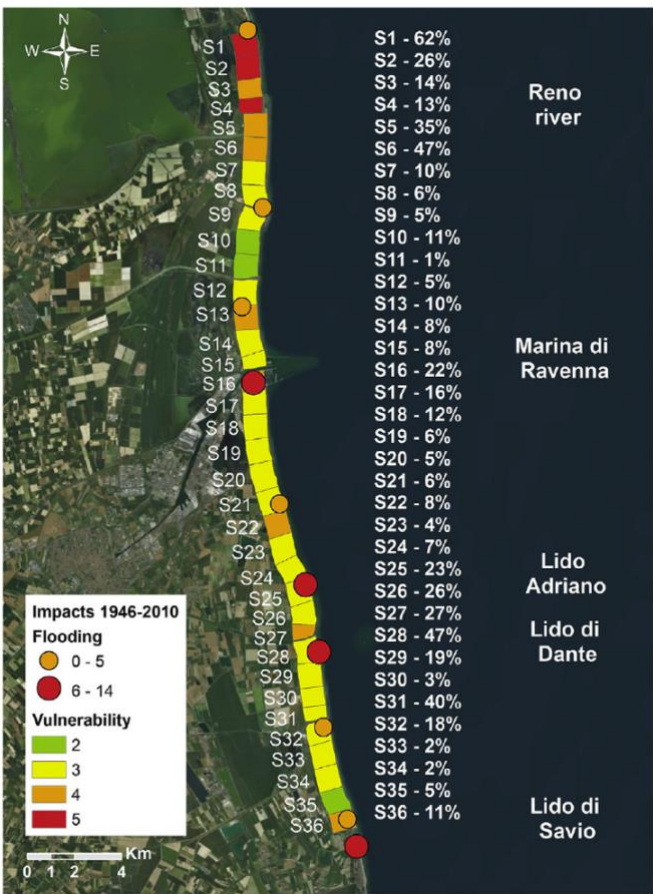 N
W E
S
S1
S2
S3
S4
S5
S6
S7
S8
S9
S10
S11
S12
S13
S14
S15
S16
S17
S18
S19
S20
S21
S22
S23
S24
S25
S26
S27
S28
S29
S30
S31
S32
S33
S34
S35
S36
S1 - 62%
S2 - 26%
S3 - 14%
S4 - 13%
S5 - 35%
S6 - 47%
S7 - 10%
S8 - 6%
S9 - 5%
S10 - 11%
S11 - 1%
S12 - 5%
S13 - 10%
S14 - 8%
S15 - 8%
S16 - 22%
S17 - 16%
S18 - 12%
S19 - 6%
S20 - 5%
S21 - 6%
S22 - 8%
S23 - 4%
S24 - 7%
S25 - 23%
S26 - 26%
S27 - 27%
S28 - 47%
S29 - 19%
S30 - 3%
S31 - 40%
S32 - 18%
S33 - 2%
S34 - 2%
S35 - 5%
S36 - 11%
Reno
river
Marina di
Ravenna
Lido
Adriano
Lido di
Dante
Lido di
Savio
Impacts 1946-2010
Flooding
0 - 5
6 - 14
Vulnerability
2
3
4
5
Km
0 2 4